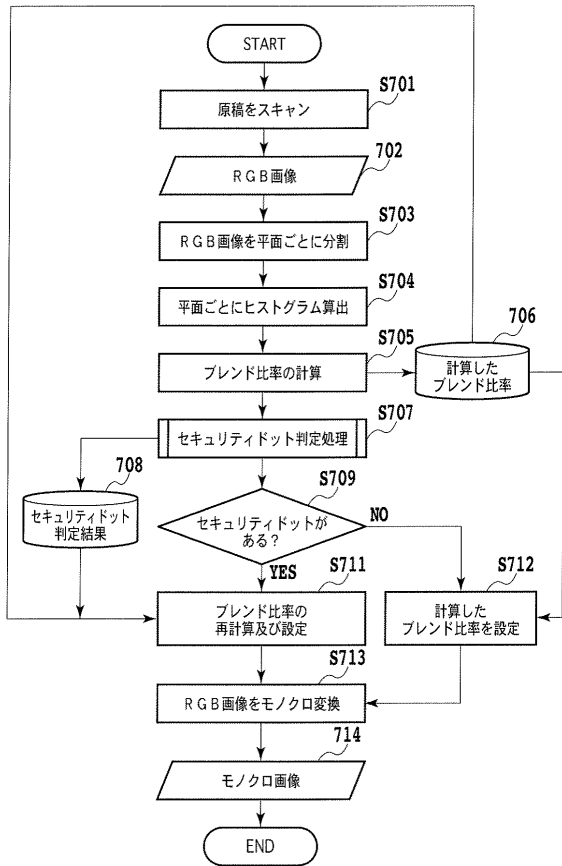 START
S701
原稿をスキャン
702
RGB画像
S703
RGB画像を平面ごとに分割
S704
平面ごとにヒストグラム算出
S705
ブレンド比率の計算
706
計算した
ブレンド比率
S707
セキュリティドット判定処理
708
セキュリティドット
判定結果
S709
セキュリティドットが
ある?
NO
YES
S711
ブレンド比率の
再計算及び設定
S712
計算した
ブレンド比率を設定
S713
RGB画像をモノクロ変換
714
モノクロ画像
END